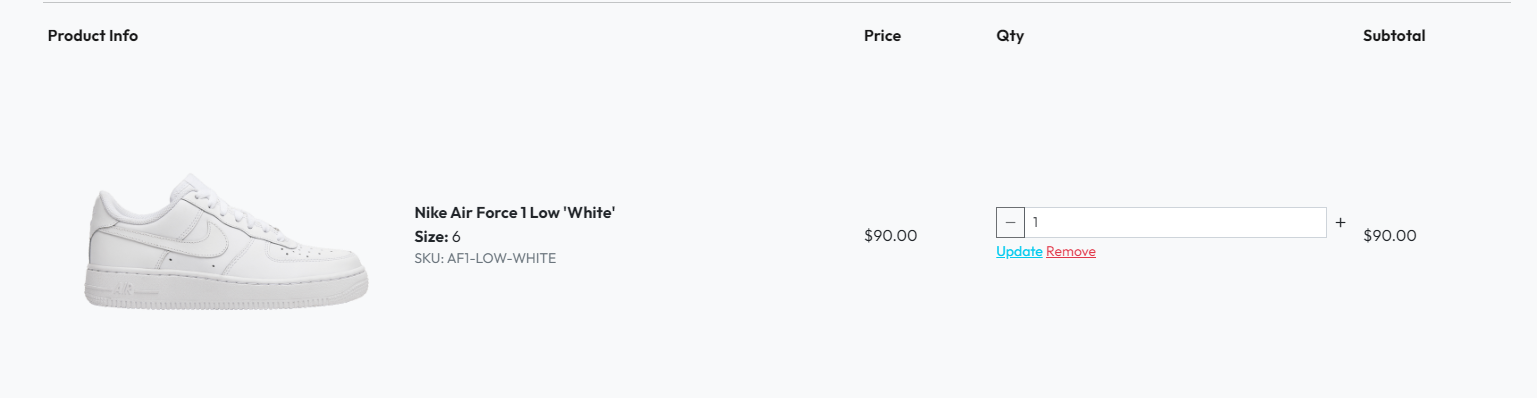 Product Info Price Qty Subtotal
Nike Air Force 1 Low 'White'
Size: 6
SKU: AF1-LOW-WHITE
$90.00
− 1 +
Update Remove
$90.00